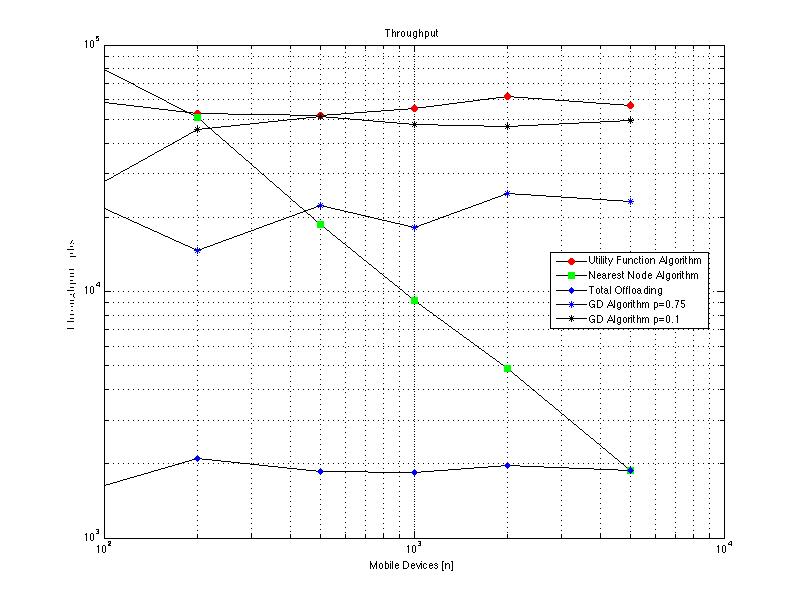 Throughput
10^5
10^4
10^3
10^2
10^3
10^4
Mobile Devices [n]
Utility Function Algorithm
Nearest Node Algorithm
Total Offloading
GD Algorithm p=0.75
GD Algorithm p=0.1